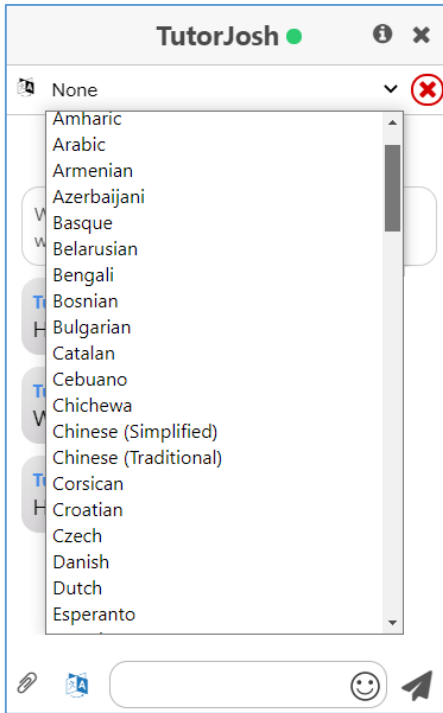 TutorJosh
None
Amharic
Arabic
Armenian
Azerbaijani
Basque
Belarusian
Bengali
Bosnian
Bulgarian
Catalan
Cebuano
Chichewa
Chinese (Simplified)
Chinese (Traditional)
Corsican
Croatian
Czech
Danish
Dutch
Esperanto